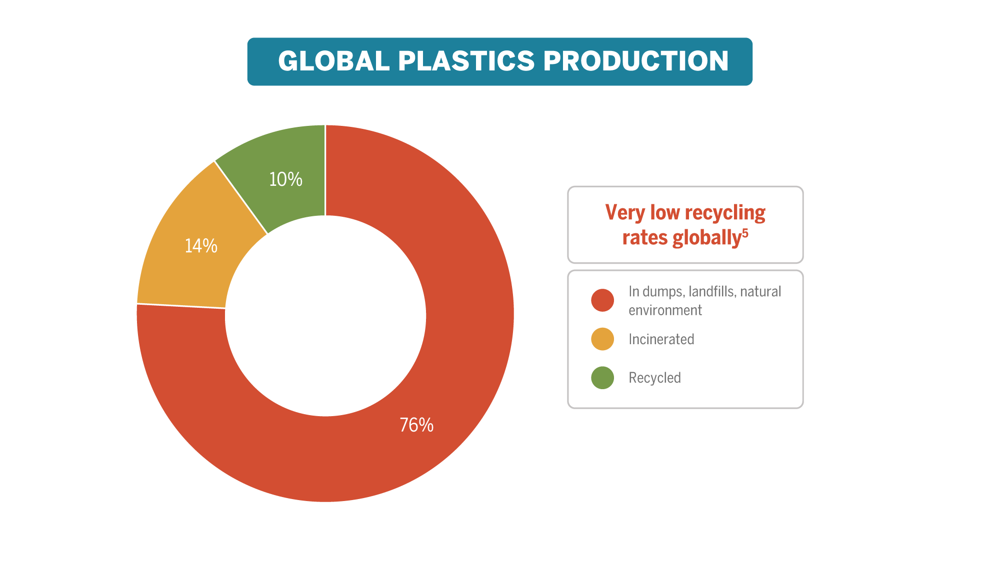 GLOBAL PLASTICS PRODUCTION
10%
14%
76%
Very low recycling
rates globally⁵
In dumps, landfills, natural
environment
Incinerated
Recycled